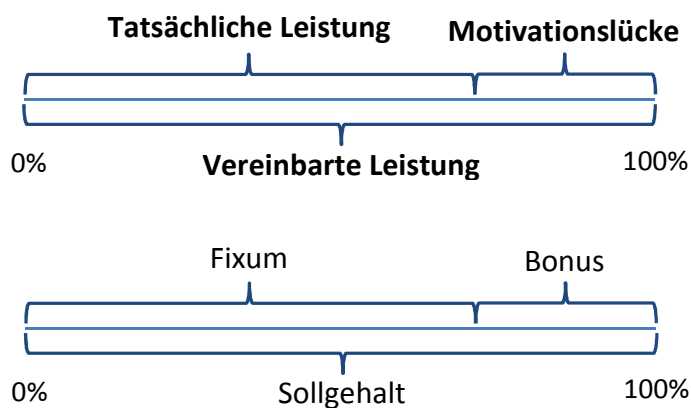 Tatsächliche Leistung Motivationslücke
0% Vereinbarte Leistung 100%
Fixum Bonus
0% Sollgehalt 100%